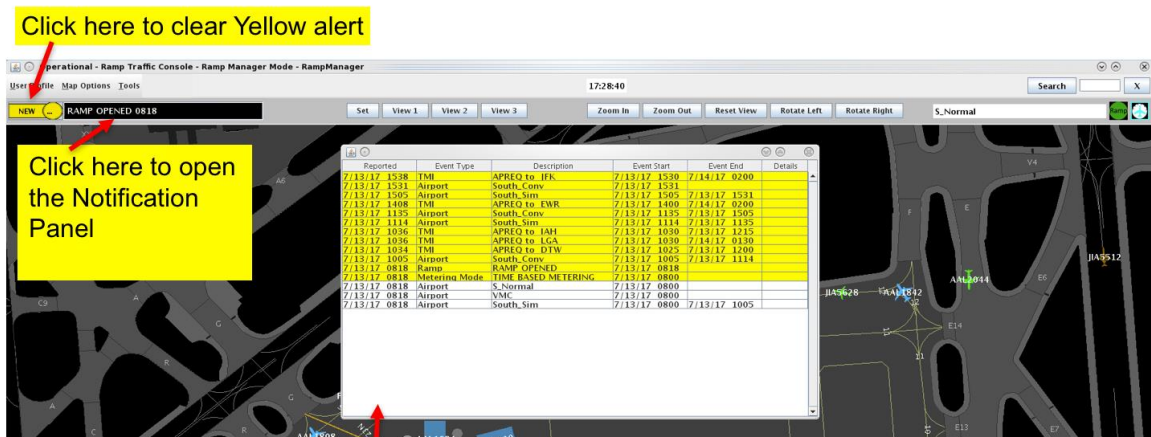 Click here to clear Yellow alert
Operational - Ramp Traffic Console - Ramp Manager Mode - RampManager
User Profile Map Options Tools 17:28:40 Search X
NEW ... RAMP OPENED 0818 Set View 1 View 2 View 3 Zoom In Zoom Out Reset View Rotate Left Rotate Right S_Normal Ramp
Click here to open
the Notification
Panel
Reported Event Type Description Event Start Event End Details
7/13/17 1538 TMI APREQ to JFK 7/13/17 1530 7/14/17 0200
7/13/17 1531 Airport South_Conv 7/13/17 1531
7/13/17 1505 Airport South_Sim 7/13/17 1505 7/13/17 1531
7/13/17 1408 TMI APREQ to EWR 7/13/17 1400 7/14/17 0200
7/13/17 1135 Airport South_Conv 7/13/17 1135 7/13/17 1505
7/13/17 1114 Airport South_Sim 7/13/17 1114 7/13/17 1135
7/13/17 1036 TMI APREQ to IAH 7/13/17 1030 7/13/17 1215
7/13/17 1036 TMI APREQ to LGA 7/13/17 1030 7/14/17 0130
7/13/17 1034 TMI APREQ to DTW 7/13/17 1025 7/13/17 1200
7/13/17 1005 Airport South_Conv 7/13/17 1005 7/13/17 1114
7/13/17 0818 Ramp RAMP OPENED 7/13/17 0818
7/13/17 0818 Metering Mode TIME BASED METERING 7/13/17 0800
7/13/17 0818 Airport S_Normal 7/13/17 0800
7/13/17 0818 Airport VMC 7/13/17 0800
7/13/17 0818 Airport South_Sim 7/13/17 0800 7/13/17 1005
A6
V4
F
E
JIA5512
AAL2044
E6
JIA5628
AAL1842
C9
A
G
E14
11
11
R
R
G
A
C
E13
E7
10